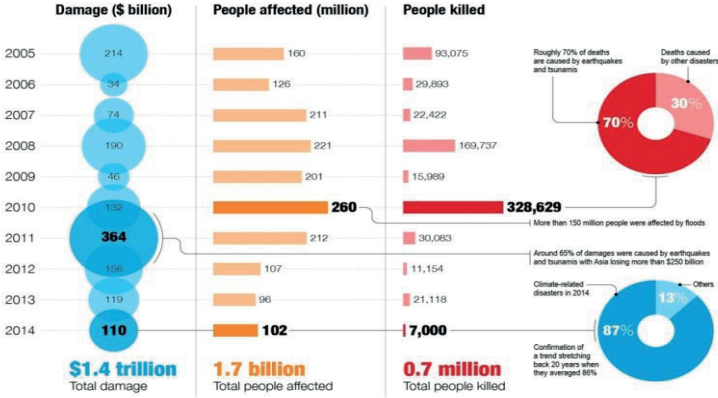 Damage ($ billion) People affected (million) People killed
2005 214 160 93,075
2006 34 126 29,893
2007 74 211 22,422
2008 190 221 169,737
2009 46 201 15,989
2010 132 260 328,629
2011 364 212 30,083
2012 156 107 11,154
2013 119 96 21,118
2014 110 102 7,000
$1.4 trillion
Total damage
1.7 billion
Total people affected
0.7 million
Total people killed
Roughly 70% of deaths
are caused by earthquakes
and tsunamis
Deaths caused
by other disasters
30%
70%
More than 150 million people were affected by floods
Around 65% of damages were caused by earthquakes
and tsunamis with Asia losing more than $250 billion
Climate-related
disasters in 2014
Others
13%
87%
Confirmation of
a trend stretching
back 20 years when
they averaged 86%